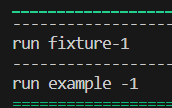 ====================
--------------------
run fixture-1
--------------------
run example -1
====================